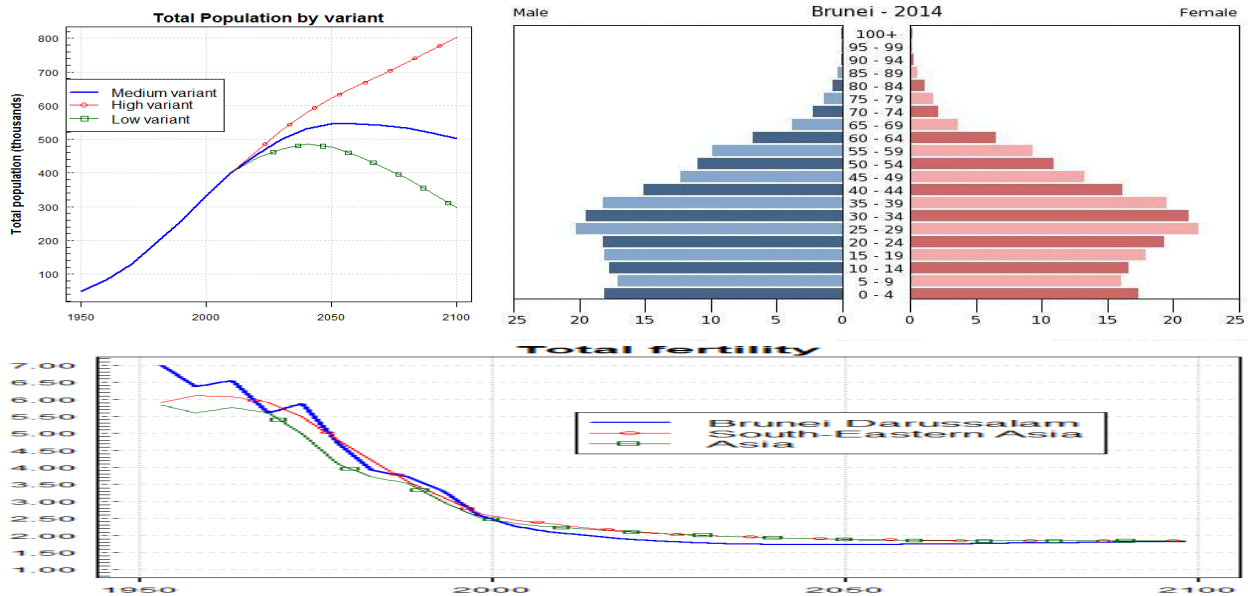 Total Population by variant
Total population (thousands)
800
700
600
500
400
300
200
100
1950
2000
2050
2100
Medium variant
High variant
Low variant
Male
Brunei - 2014
Female
100+
95 - 99
90 - 94
85 - 89
80 - 84
75 - 79
70 - 74
65 - 69
60 - 64
55 - 59
50 - 54
45 - 49
40 - 44
35 - 39
30 - 34
25 - 29
20 - 24
15 - 19
10 - 14
5 - 9
0 - 4
25 20 15 10 5 0 0 5 10 15 20 25
Total fertility
7.00
6.50
6.00
5.50
5.00
4.50
4.00
3.50
3.00
2.50
2.00
1.50
1.00
Brunei Darussalam
South-Eastern Asia
Asia
1950 2000 2050 2100